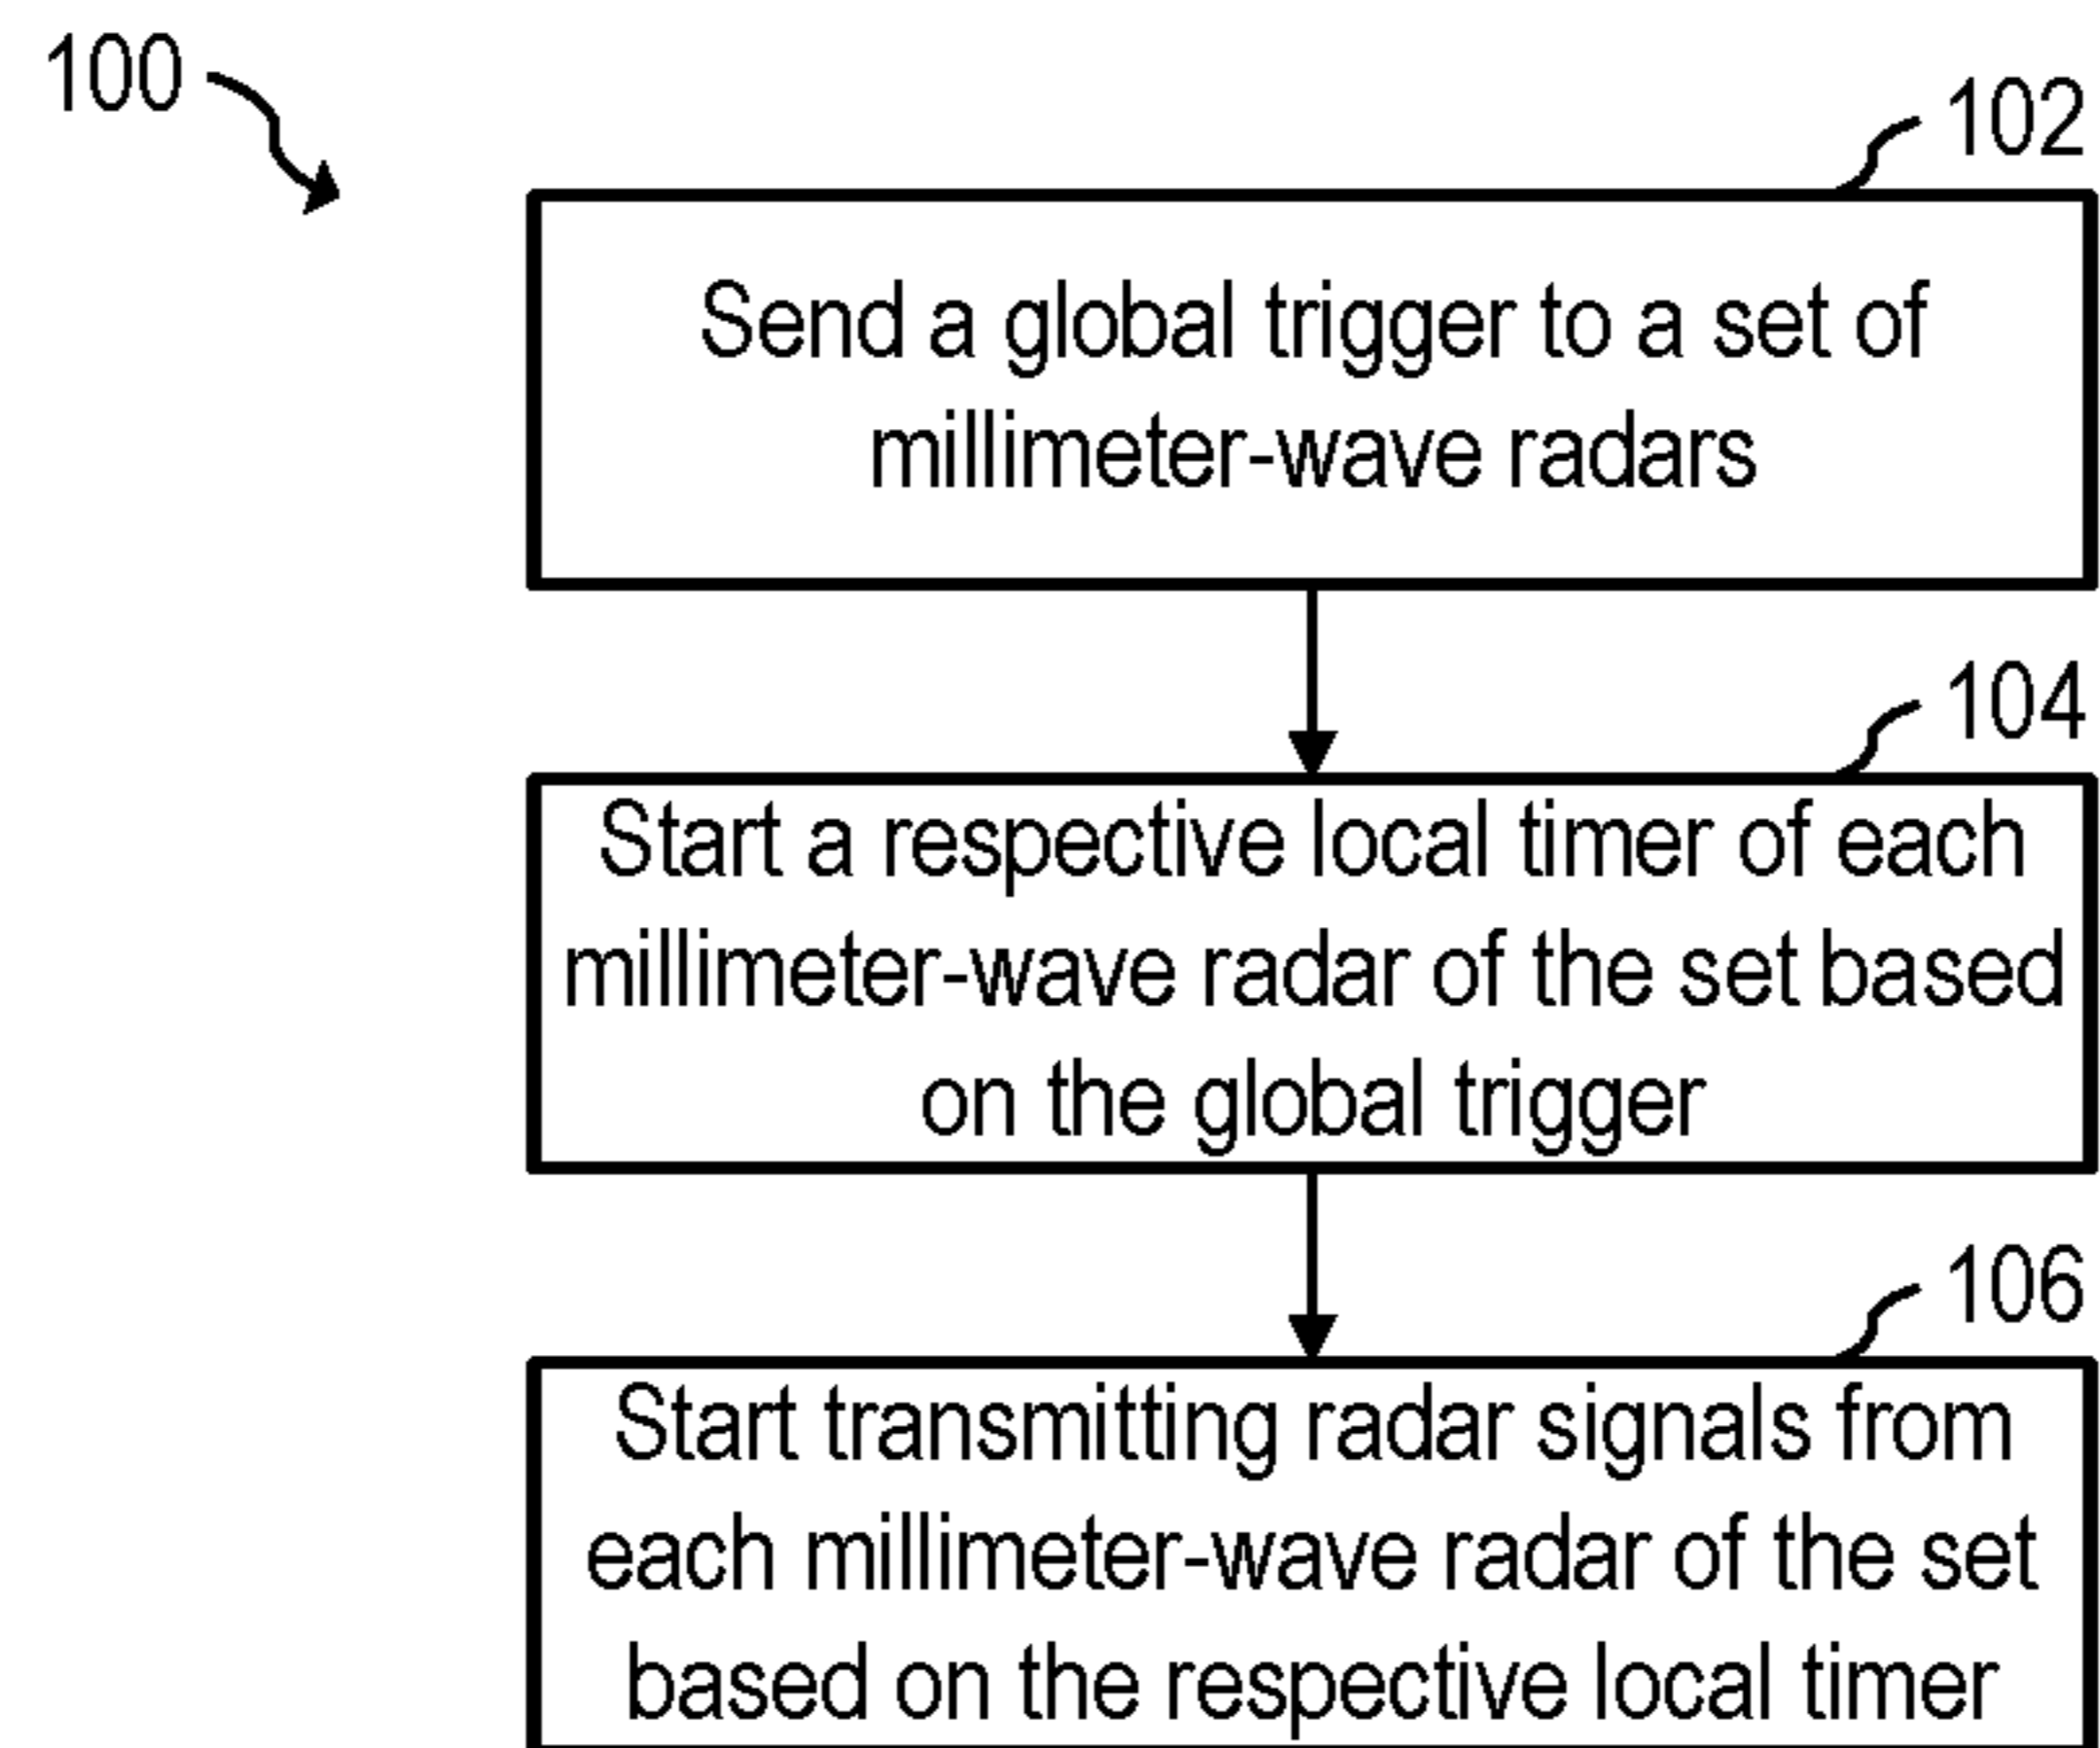 100
102
Send a global trigger to a set of
millimeter-wave radars
104
Start a respective local timer of each
millimeter-wave radar of the set based
on the global trigger
106
Start transmitting radar signals from
each millimeter-wave radar of the set
based on the respective local timer